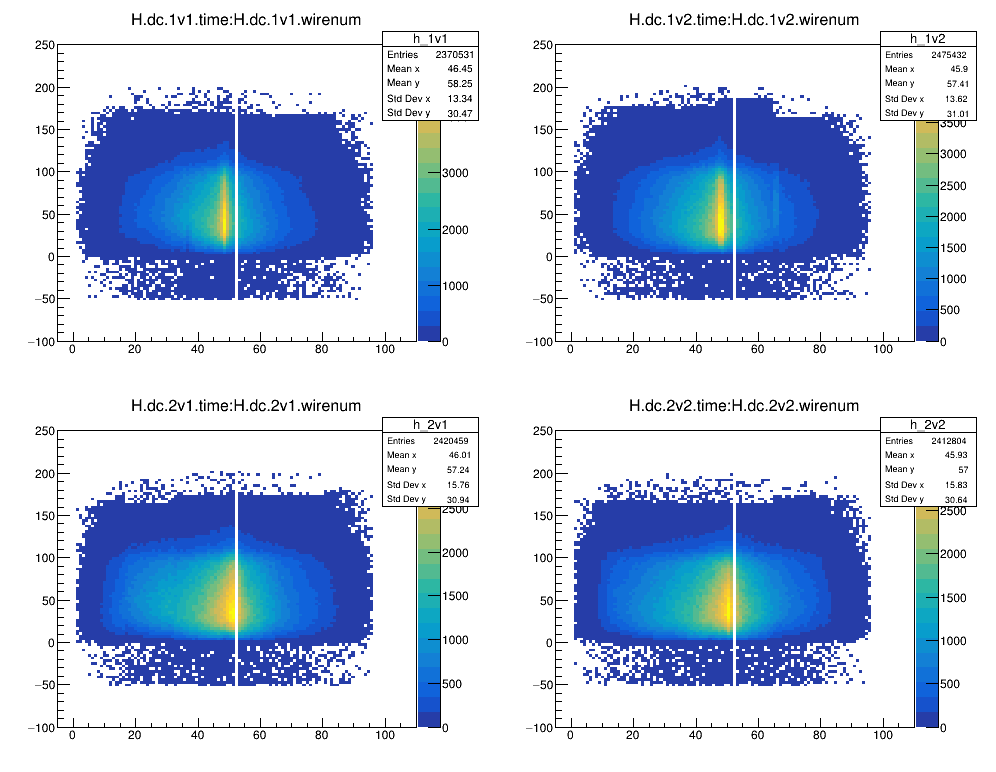 H.dc.1v1.time:H.dc.1v1.wirenum
h_1v1
Entries 2370531
Mean x 46.45
Mean y 58.25
Std Dev x 13.34
Std Dev y 30.47
250
200
150
100
50
0
−50
−100
0 20 40 60 80 100
3000
2000
1000
0
H.dc.1v2.time:H.dc.1v2.wirenum
h_1v2
Entries 2475432
Mean x 45.9
Mean y 57.41
Std Dev x 13.62
Std Dev y 31.01
250
200
150
100
50
0
−50
−100
0 20 40 60 80 100
3500
3000
2500
2000
1500
1000
500
0
H.dc.2v1.time:H.dc.2v1.wirenum
h_2v1
Entries 2420459
Mean x 46.01
Mean y 57.24
Std Dev x 15.76
Std Dev y 30.94
250
200
150
100
50
0
−50
−100
0 20 40 60 80 100
2500
2000
1500
1000
500
0
H.dc.2v2.time:H.dc.2v2.wirenum
h_2v2
Entries 2412804
Mean x 45.93
Mean y 57
Std Dev x 15.83
Std Dev y 30.64
250
200
150
100
50
0
−50
−100
0 20 40 60 80 100
2500
2000
1500
1000
500
0